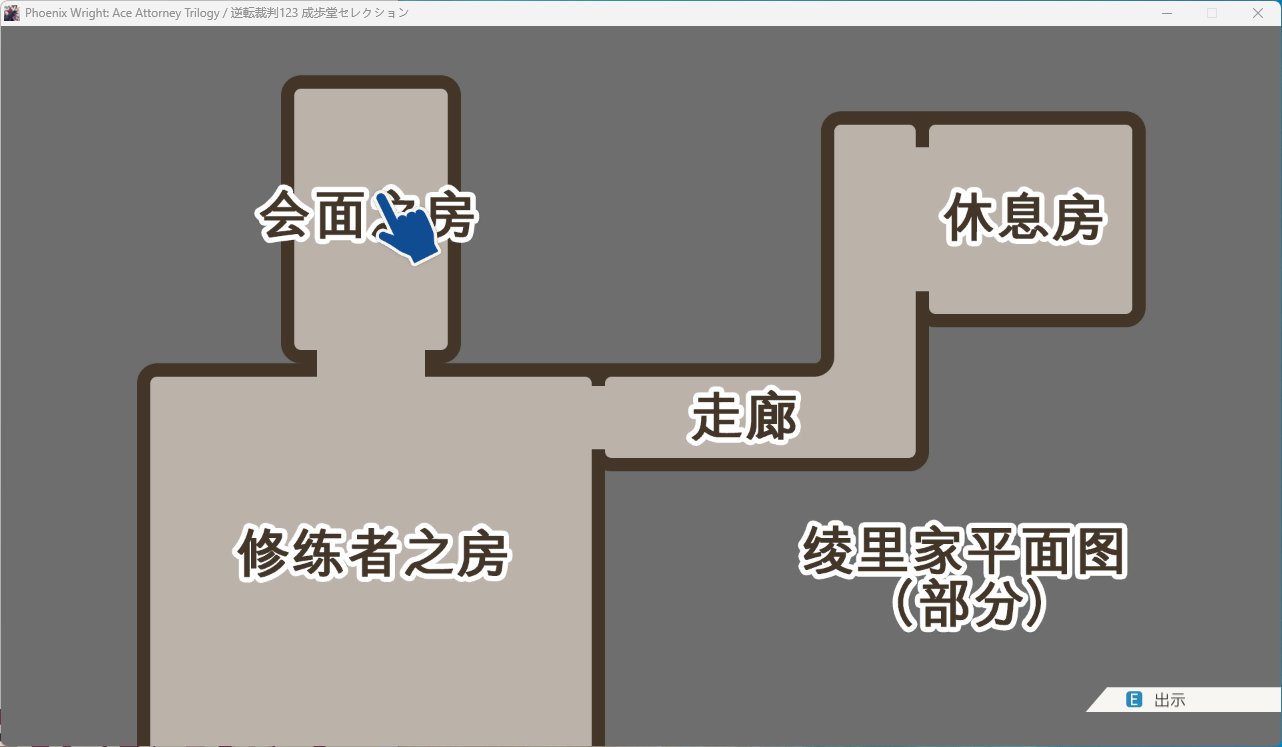 Phoenix Wright: Ace Attorney Trilogy / 逆転裁判123 成歩堂セレクション
会面之房
休息房
走廊
修练者之房
绫里家平面图
（部分）
E 出示